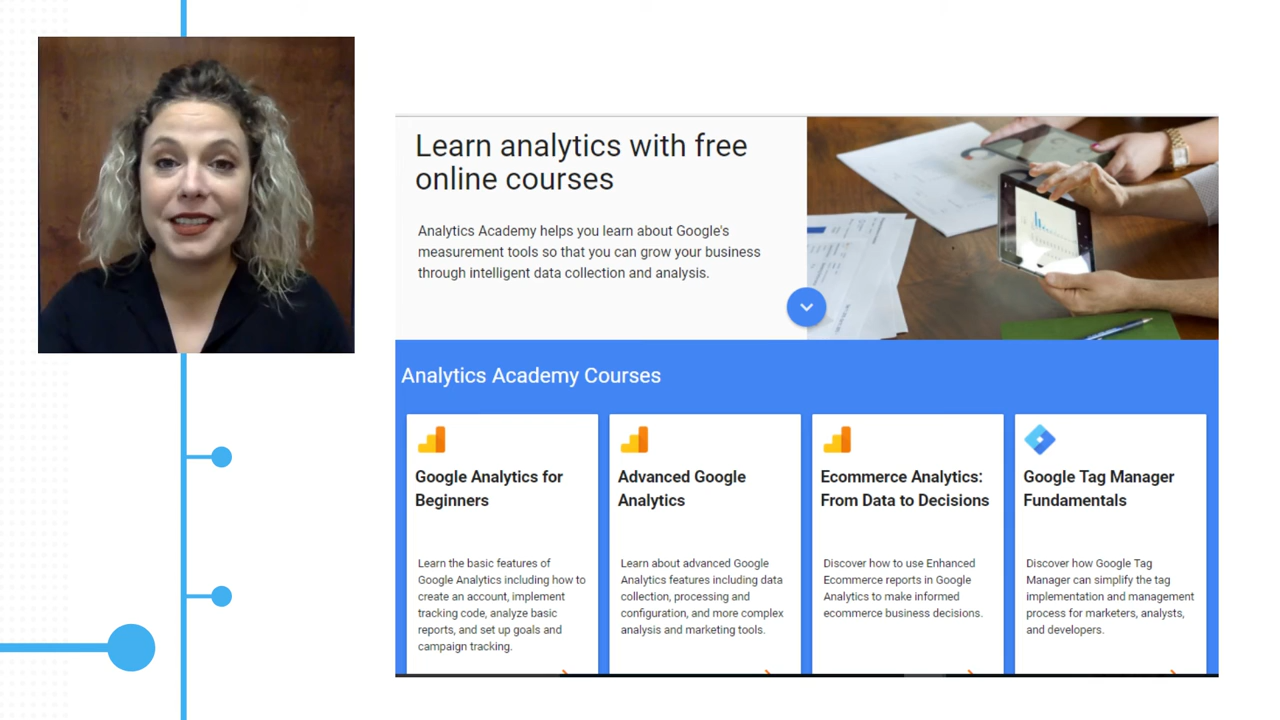 Learn analytics with free
online courses
Analytics Academy helps you learn about Google's
measurement tools so that you can grow your business
through intelligent data collection and analysis.
Analytics Academy Courses
Google Analytics for
Beginners
Learn the basic features of
Google Analytics including how to
create an account, implement
tracking code, analyze basic
reports, and set up goals and
campaign tracking.
Advanced Google
Analytics
Learn about advanced Google
Analytics features including data
collection, processing and
configuration, and more complex
analysis and marketing tools.
Ecommerce Analytics:
From Data to Decisions
Discover how to use Enhanced
Ecommerce reports in Google
Analytics to make informed
ecommerce business decisions.
Google Tag Manager
Fundamentals
Discover how Google Tag
Manager can simplify the tag
implementation and management
process for marketers, analysts,
and developers.